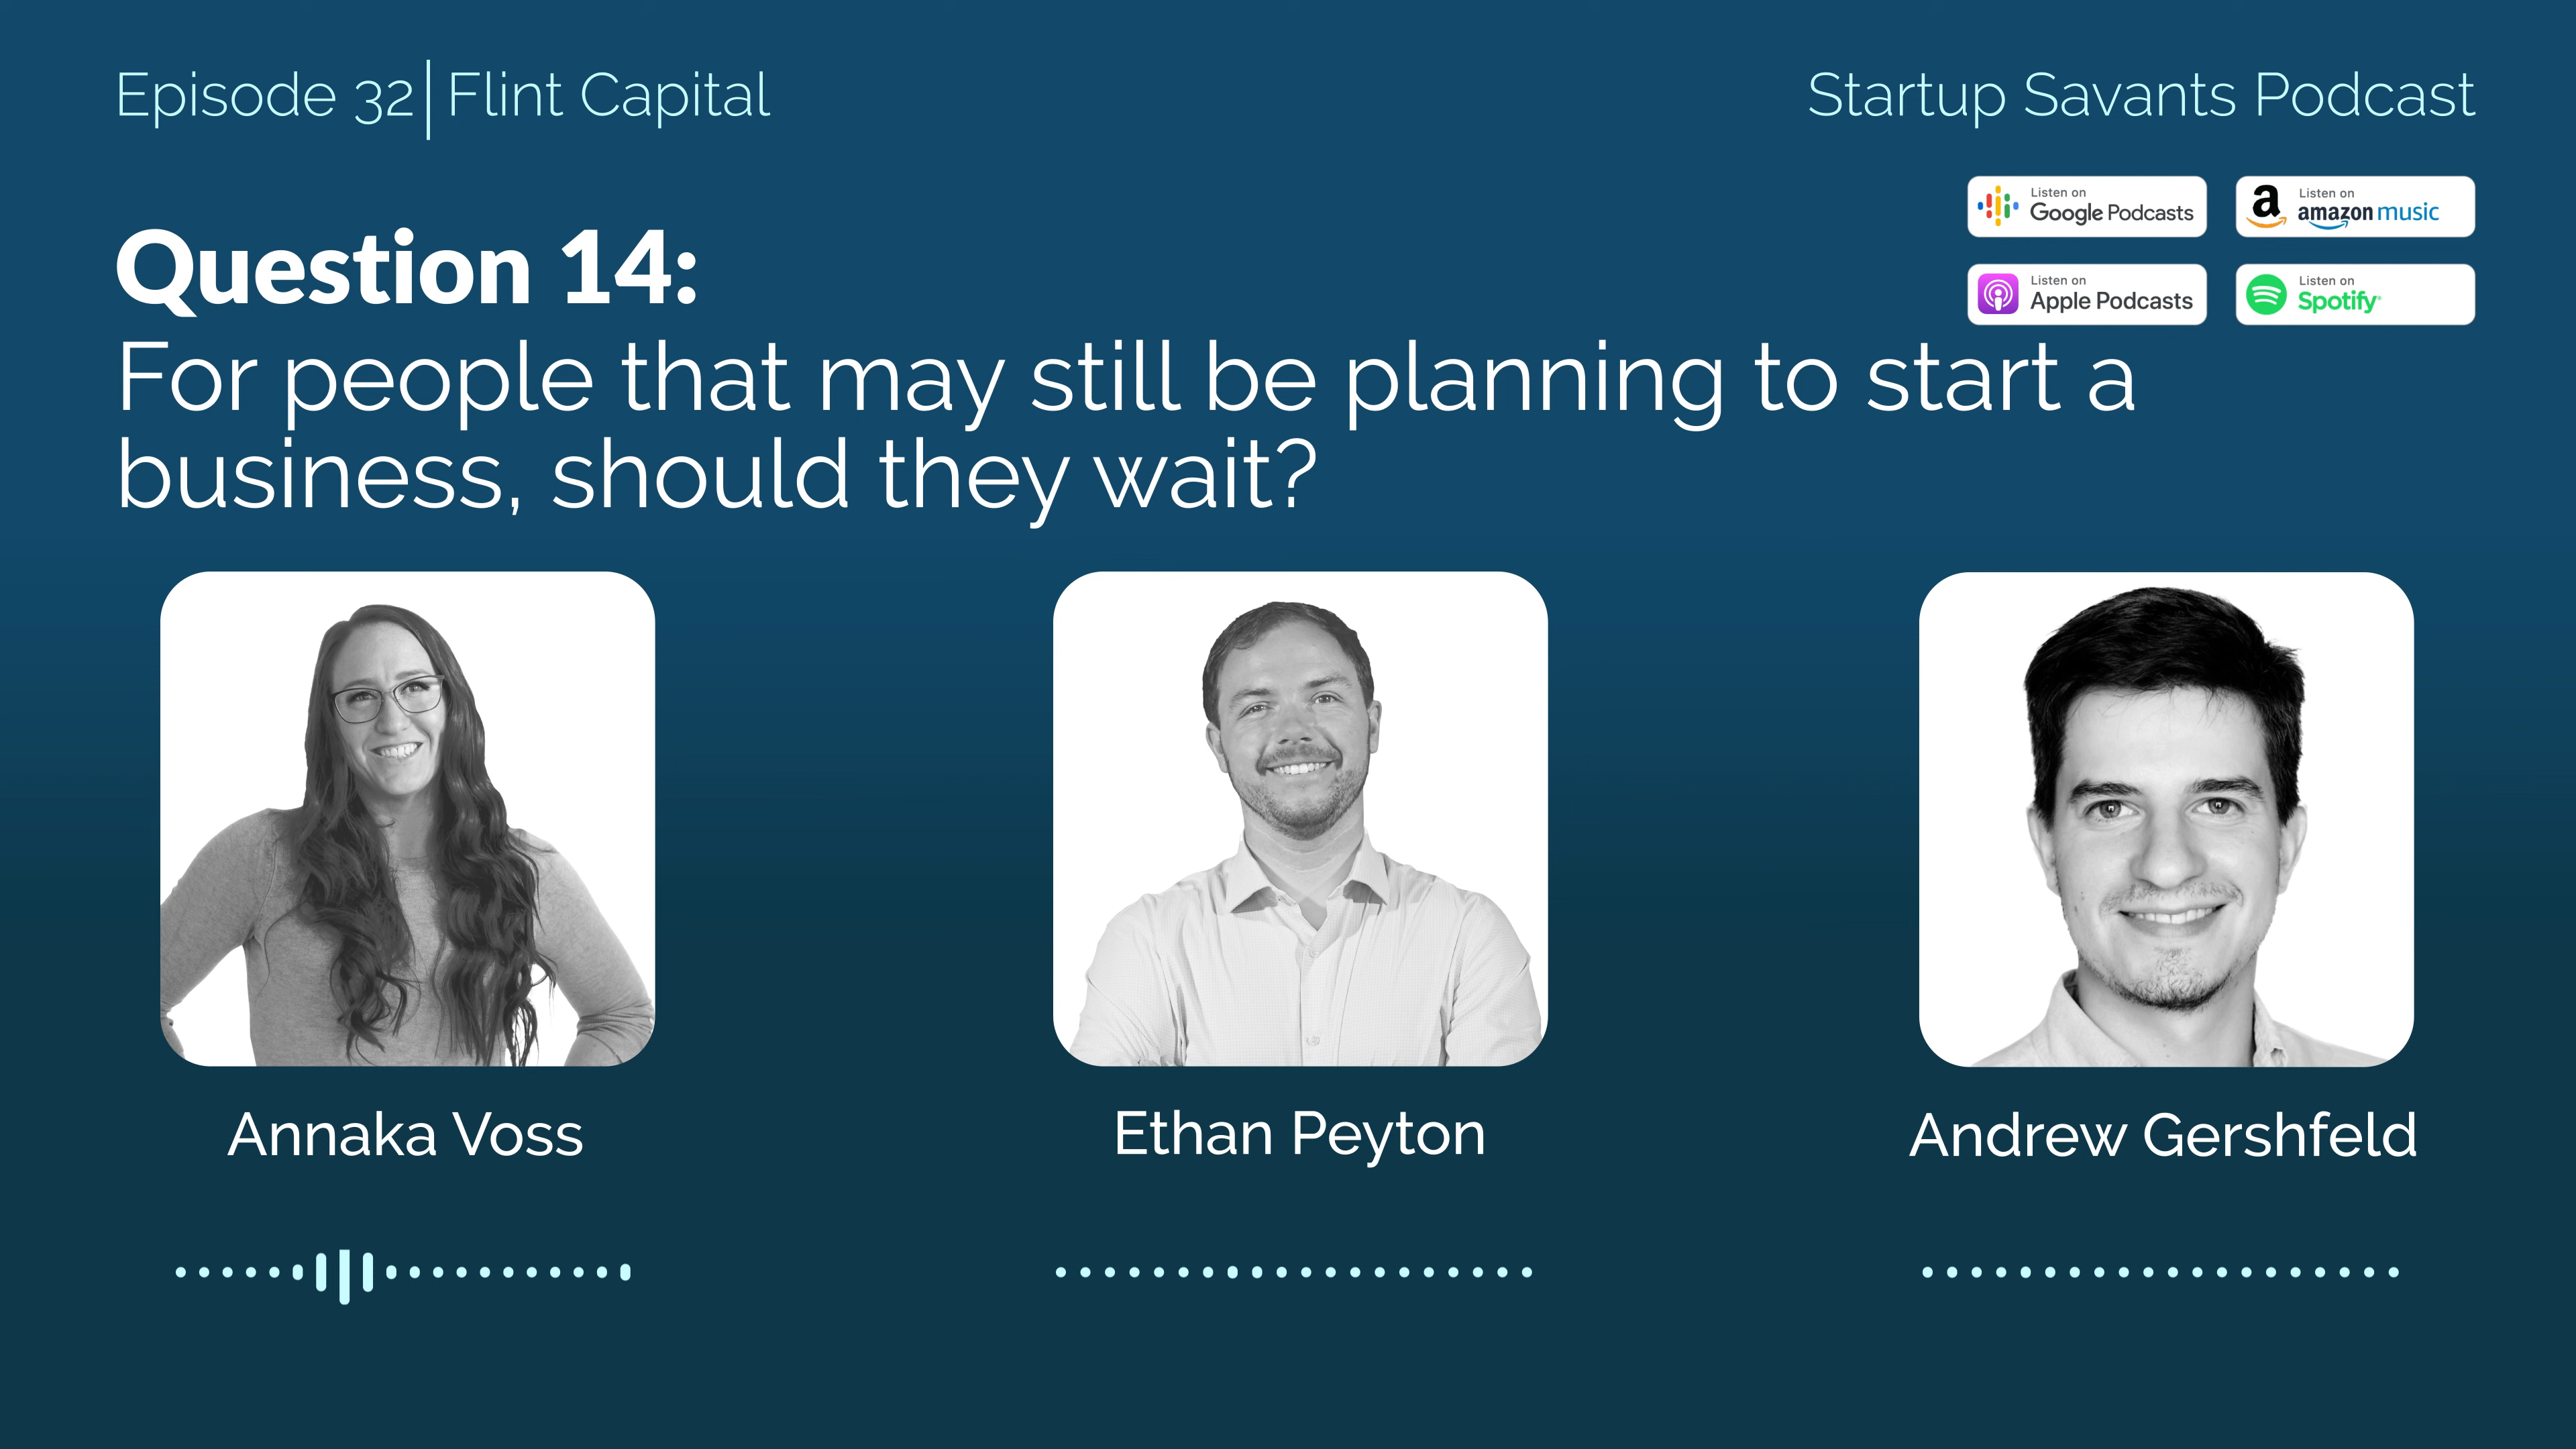 Episode 32 | Flint Capital
Startup Savants Podcast
Listen on
Google Podcasts
a
Listen on
amazon music
Listen on
Apple Podcasts
Listen on
Spotify
Question 14:
For people that may still be planning to start a
business, should they wait?
Annaka Voss
Ethan Peyton
Andrew Gershfeld